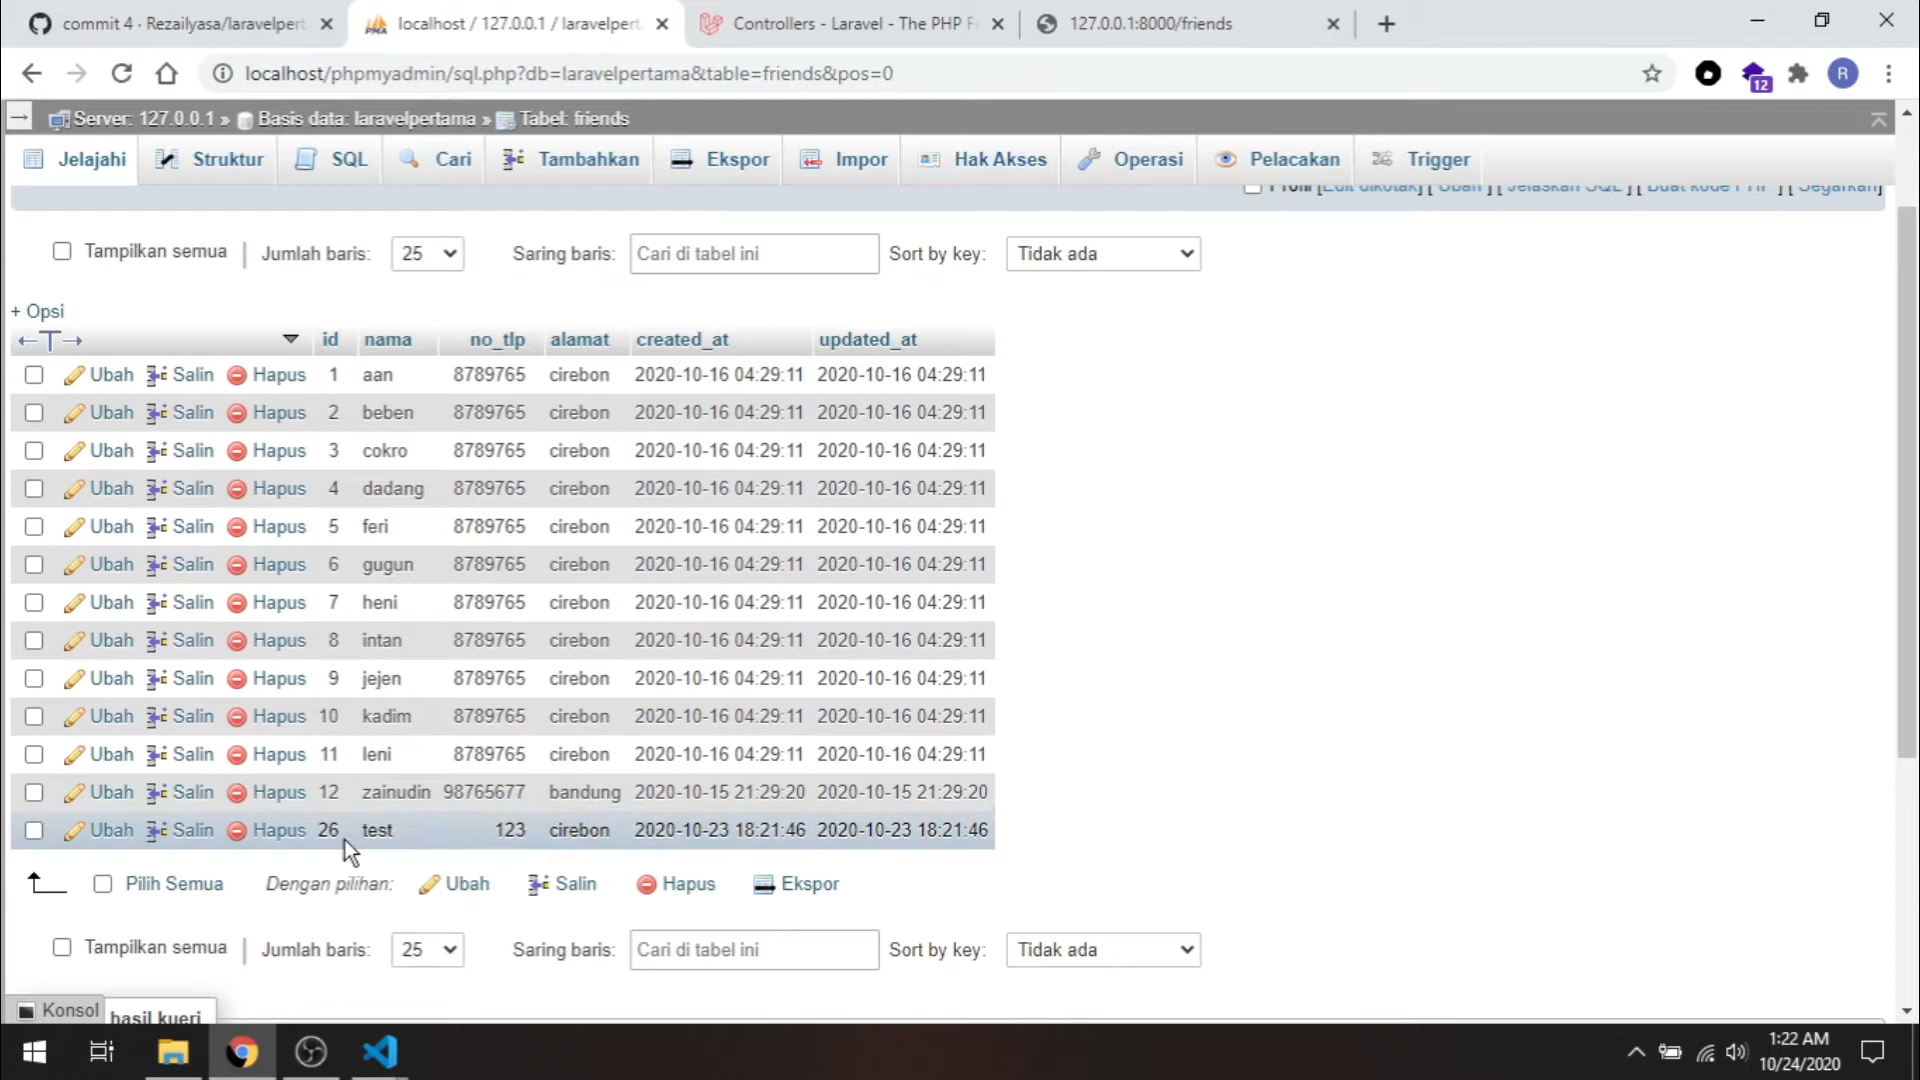 commit 4 · Rezailyasa/laravelpert
localhost / 127.0.0.1 / laravelpert
Controllers - Laravel - The PHP F
127.0.0.1:8000/friends
localhost/phpmyadmin/sql.php?db=laravelpertama&table=friends&pos=0
12
R
Server: 127.0.0.1 » Basis data: laravelpertama » Tabel: friends
Jelajahi Struktur SQL Cari Tambahkan Ekspor Impor Hak Akses Operasi Pelacakan Trigger
Profil [Edit dikotak] [ Ubah ] [ Jelaskan SQL ] [ Buat kode PHP ] [ Segarkan]
Tampilkan semua | Jumlah baris: 25 Saring baris: Cari di tabel ini Sort by key: Tidak ada
+ Opsi
←T→ id nama no_tlp alamat created_at updated_at
Ubah Salin Hapus 1 aan 8789765 cirebon 2020-10-16 04:29:11 2020-10-16 04:29:11
Ubah Salin Hapus 2 beben 8789765 cirebon 2020-10-16 04:29:11 2020-10-16 04:29:11
Ubah Salin Hapus 3 cokro 8789765 cirebon 2020-10-16 04:29:11 2020-10-16 04:29:11
Ubah Salin Hapus 4 dadang 8789765 cirebon 2020-10-16 04:29:11 2020-10-16 04:29:11
Ubah Salin Hapus 5 feri 8789765 cirebon 2020-10-16 04:29:11 2020-10-16 04:29:11
Ubah Salin Hapus 6 gugun 8789765 cirebon 2020-10-16 04:29:11 2020-10-16 04:29:11
Ubah Salin Hapus 7 heni 8789765 cirebon 2020-10-16 04:29:11 2020-10-16 04:29:11
Ubah Salin Hapus 8 intan 8789765 cirebon 2020-10-16 04:29:11 2020-10-16 04:29:11
Ubah Salin Hapus 9 jejen 8789765 cirebon 2020-10-16 04:29:11 2020-10-16 04:29:11
Ubah Salin Hapus 10 kadim 8789765 cirebon 2020-10-16 04:29:11 2020-10-16 04:29:11
Ubah Salin Hapus 11 leni 8789765 cirebon 2020-10-16 04:29:11 2020-10-16 04:29:11
Ubah Salin Hapus 12 zainudin 98765677 bandung 2020-10-15 21:29:20 2020-10-15 21:29:20
Ubah Salin Hapus 26 test 123 cirebon 2020-10-23 18:21:46 2020-10-23 18:21:46
Pilih Semua Dengan pilihan: Ubah Salin Hapus Ekspor
Tampilkan semua | Jumlah baris: 25 Saring baris: Cari di tabel ini Sort by key: Tidak ada
Konsol hasil kueri
1:22 AM
10/24/2020